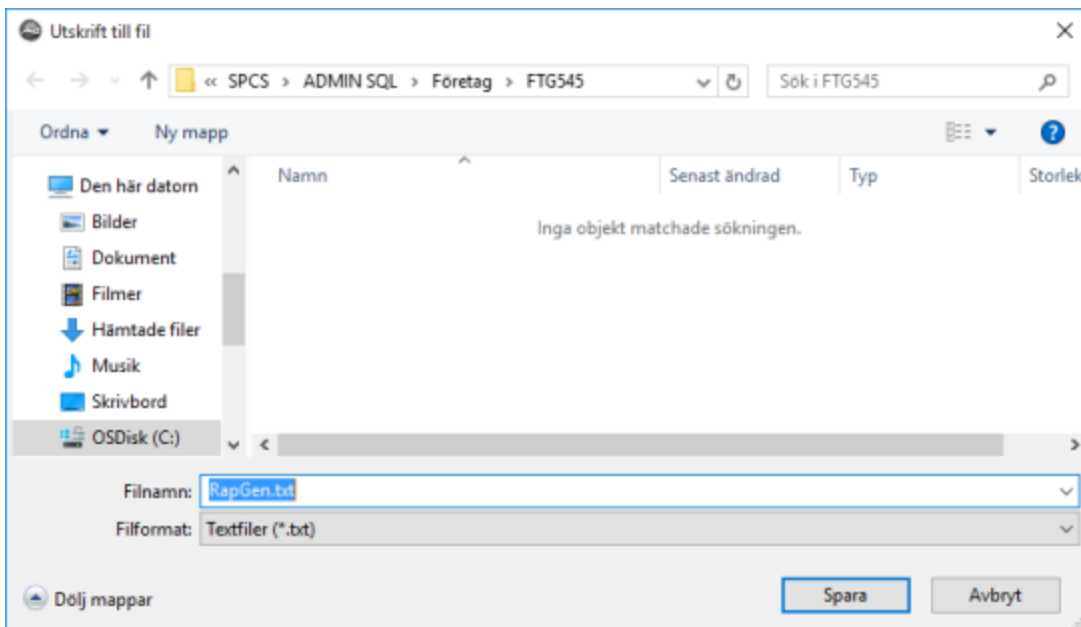 Utskrift till fil
« SPCS › ADMIN SQL › Företag › FTG545
Sök i FTG545
Ordna
Ny mapp
Namn
Senast ändrad
Typ
Storlek
Den här datorn
Bilder
Dokument
Filmer
Hämtade filer
Musik
Skrivbord
OSDisk (C:)
Inga objekt matchade sökningen.
Filnamn: RapGen.txt
Filformat: Textfiler (*.txt)
Dölj mappar
Spara
Avbryt